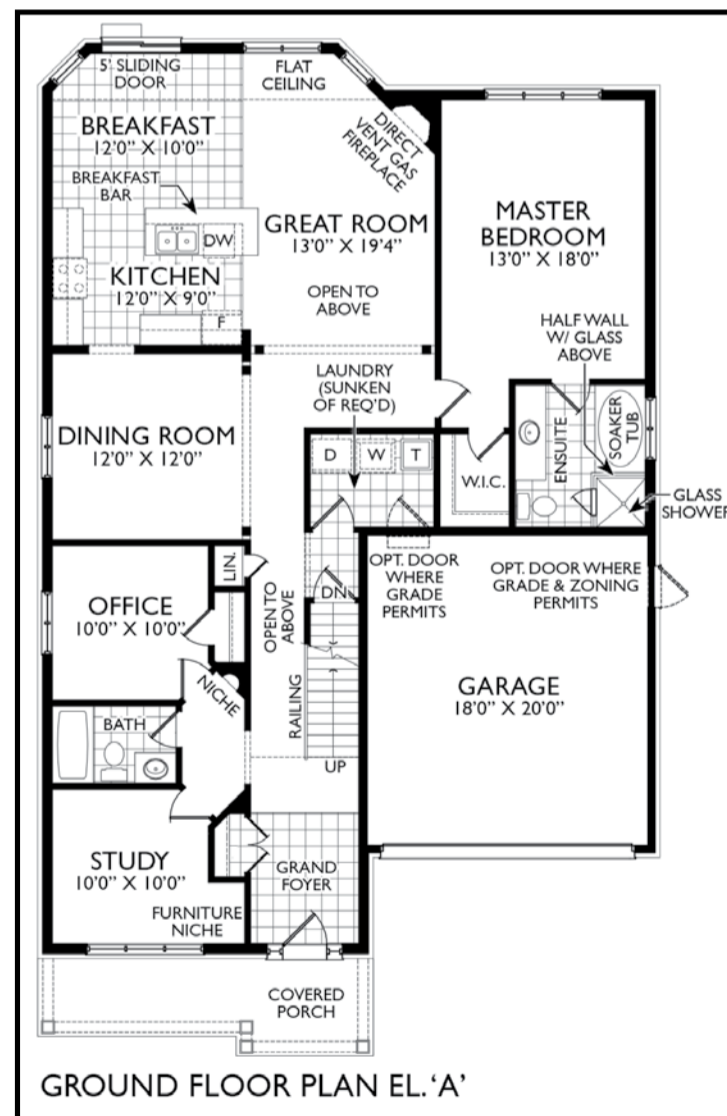 5' SLIDING
DOOR
FLAT
CEILING
BREAKFAST
12'0" X 10'0"
DIRECT
VENT GAS
FIREPLACE
BREAKFAST
BAR
DW
GREAT ROOM
13'0" X 19'4"
MASTER
BEDROOM
13'0" X 18'0"
KITCHEN
12'0" X 9'0"
F
OPEN TO
ABOVE
HALF WALL
W/ GLASS
ABOVE
LAUNDRY
(SUNKEN
OF REQ'D)
DINING ROOM
12'0" X 12'0"
D
W
T
W.I.C.
ENSUITE
SOAKER
TUB
GLASS
SHOWER
LIN.
OPT. DOOR
WHERE
GRADE
PERMITS
OPT. DOOR WHERE
GRADE & ZONING
PERMITS
OFFICE
10'0" X 10'0"
DN
OPEN TO
ABOVE
NICHE
RAILING
GARAGE
18'0" X 20'0"
BATH
UP
STUDY
10'0" X 10'0"
GRAND
FOYER
FURNITURE
NICHE
COVERED
PORCH
GROUND FLOOR PLAN EL. 'A'